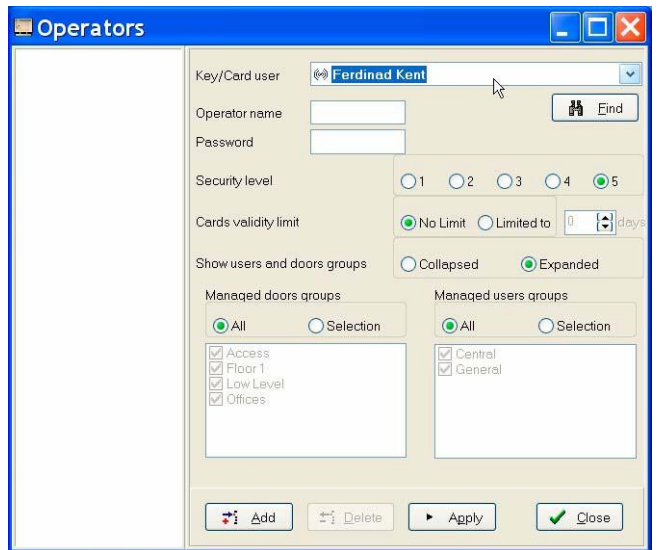 Operators
Key/Card user Ferdinad Kent
Operator name Find
Password
Security level 1 2 3 4 5
Cards validity limit No Limit Limited to 0 days
Show users and doors groups Collapsed Expanded
Managed doors groups Managed users groups
All Selection All Selection
Access Central
Floor 1 General
Low Level
Offices
Add Delete Apply Close